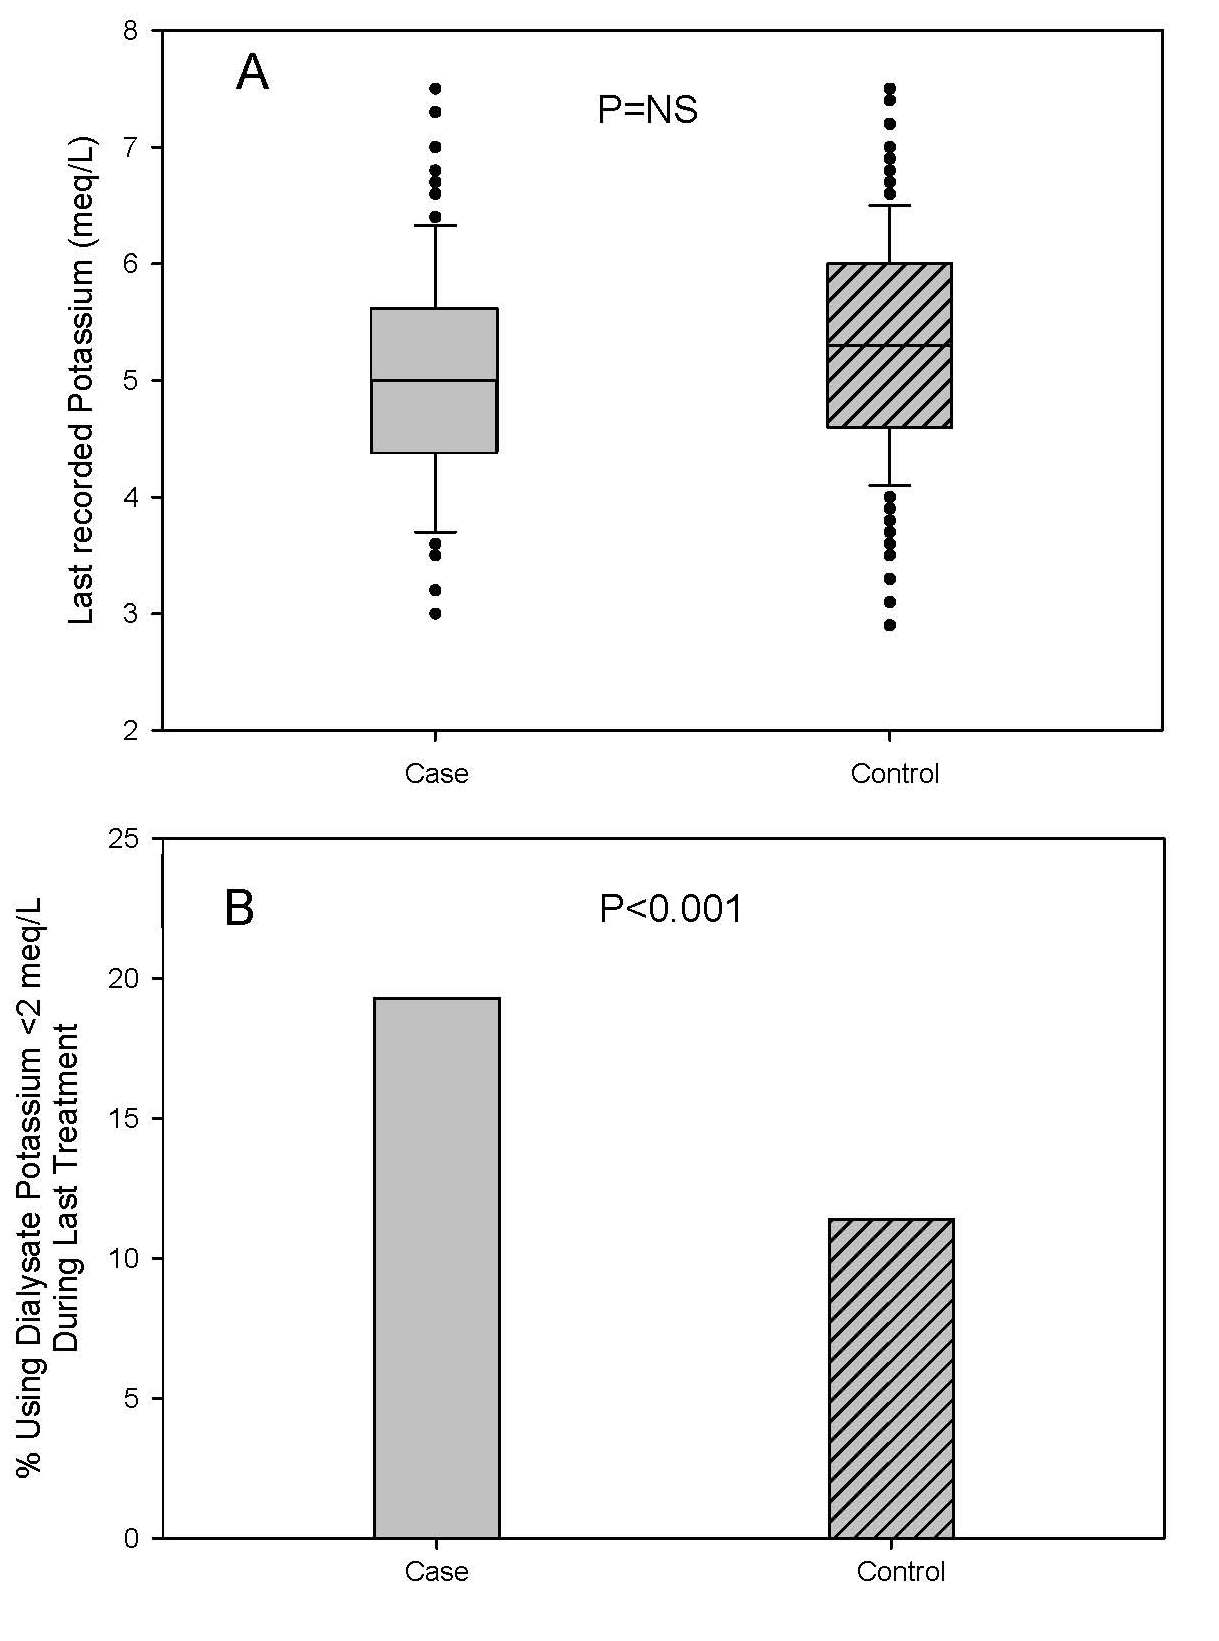 8
A
P=NS
7
6
5
4
3
2
Last recorded Potassium (meq/L)
Case
Control
25
B
P<0.001
20
15
10
5
0
% Using Dialysate Potassium <2 meq/L
During Last Treatment
Case
Control